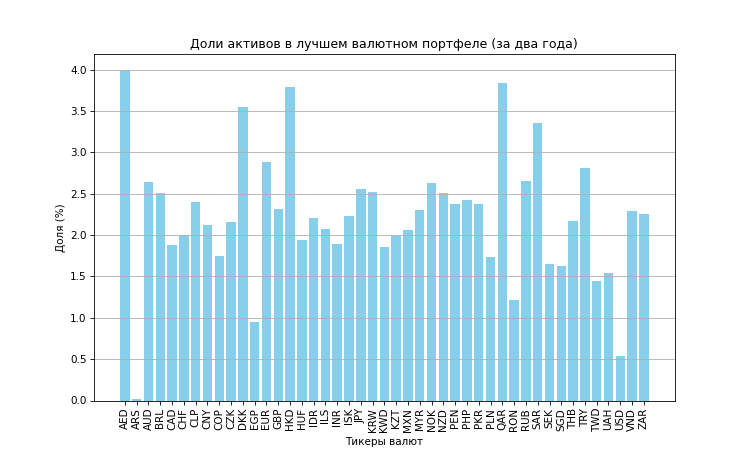 Доли активов в лучшем валютном портфеле (за два года)
Доля (%)
4.0
3.5
3.0
2.5
2.0
1.5
1.0
0.5
0.0
AED
ARS
AUD
BRL
CAD
CHF
CLP
CNY
COP
CZK
DKK
EGP
EUR
GBP
HKD
HUF
IDR
ILS
INR
ISK
JPY
KRW
KWD
KZT
MXN
MYR
NOK
NZD
PEN
PHP
PKR
PLN
QAR
RON
RUB
SAR
SEK
SGD
THB
TRY
TWD
UAH
USD
VND
ZAR
Тикеры валют